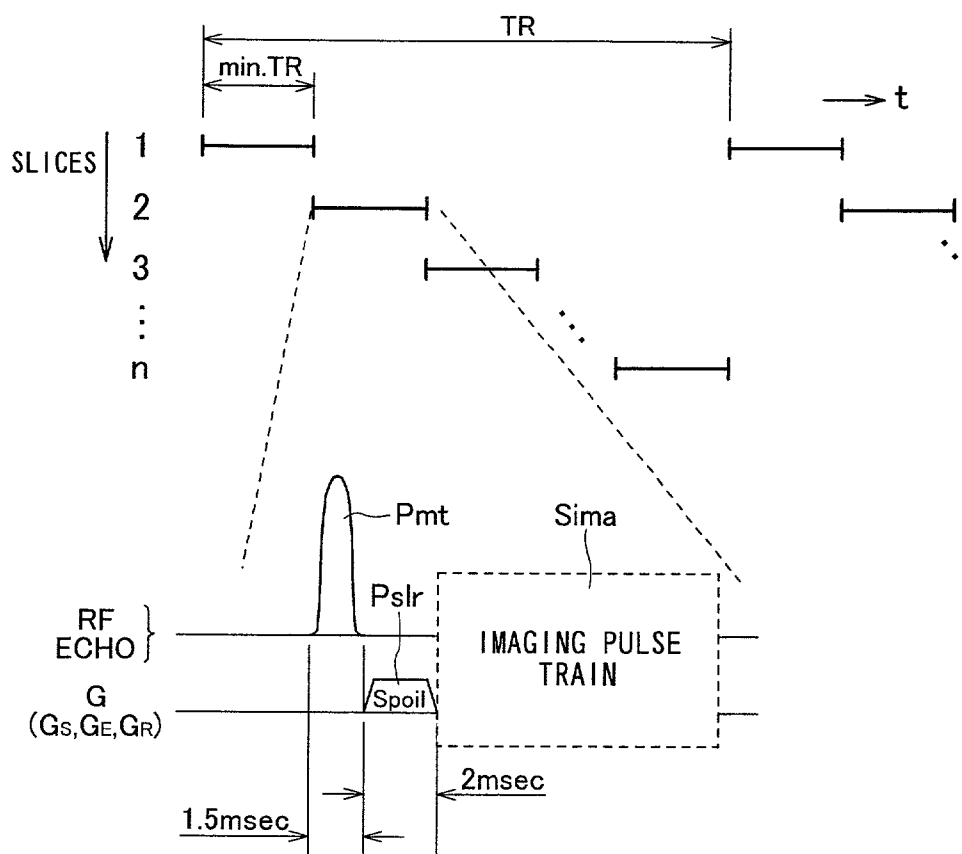 TR
min.TR
t
SLICES
1
2
3
n
Pmt
Sima
Pslr
RF
ECHO
IMAGING PULSE
TRAIN
G
(GS,GE,GR)
Spoil
2msec
1.5msec